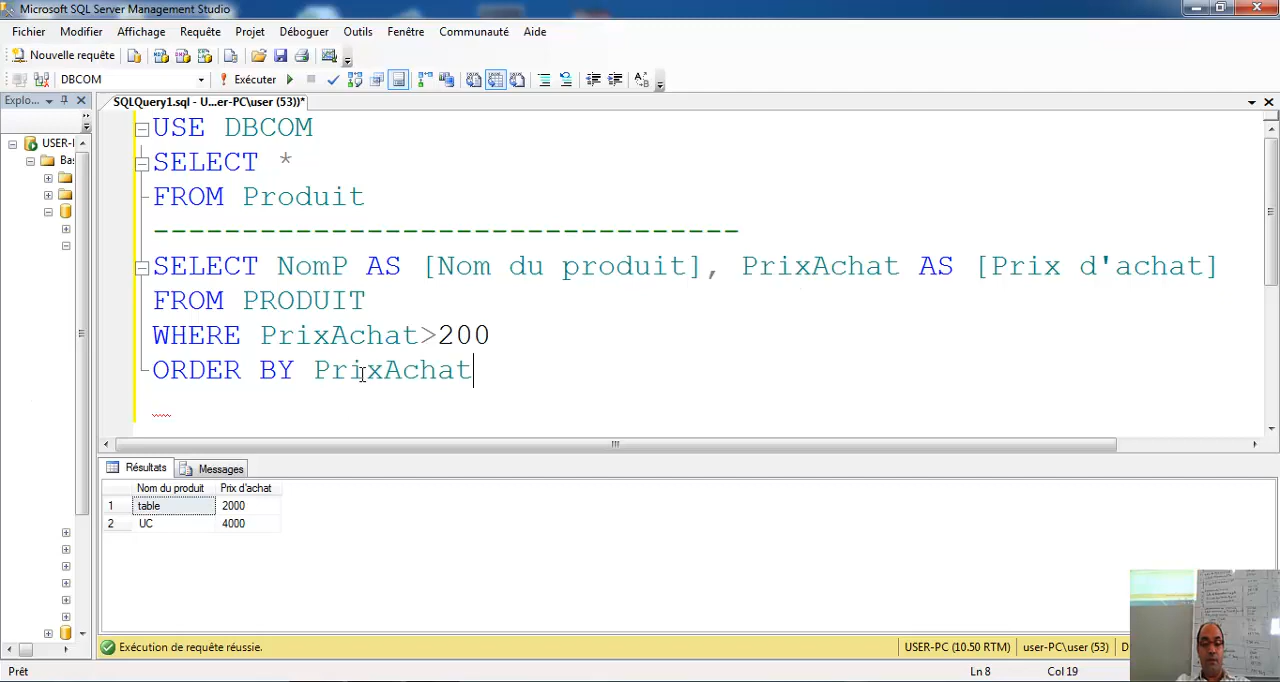 Microsoft SQL Server Management Studio
Fichier Modifier Affichage Requête Projet Déboguer Outils Fenêtre Communauté Aide
Nouvelle requête
DBCOM Exécuter
Explo...
SQLQuery1.sql - U...er-PC\user (53))*
USER-
Bas
USE DBCOM
SELECT *
FROM Produit
---------------------------------
SELECT NomP AS [Nom du produit], PrixAchat AS [Prix d'achat]
FROM PRODUIT
WHERE PrixAchat>200
ORDER BY PrixAchat
Résultats Messages
Nom du produit Prix d'achat
1 table 2000
2 UC 4000
Exécution de requête réussie. USER-PC (10.50 RTM) user-PC\user (53) D
Prêt Ln 8 Col 19